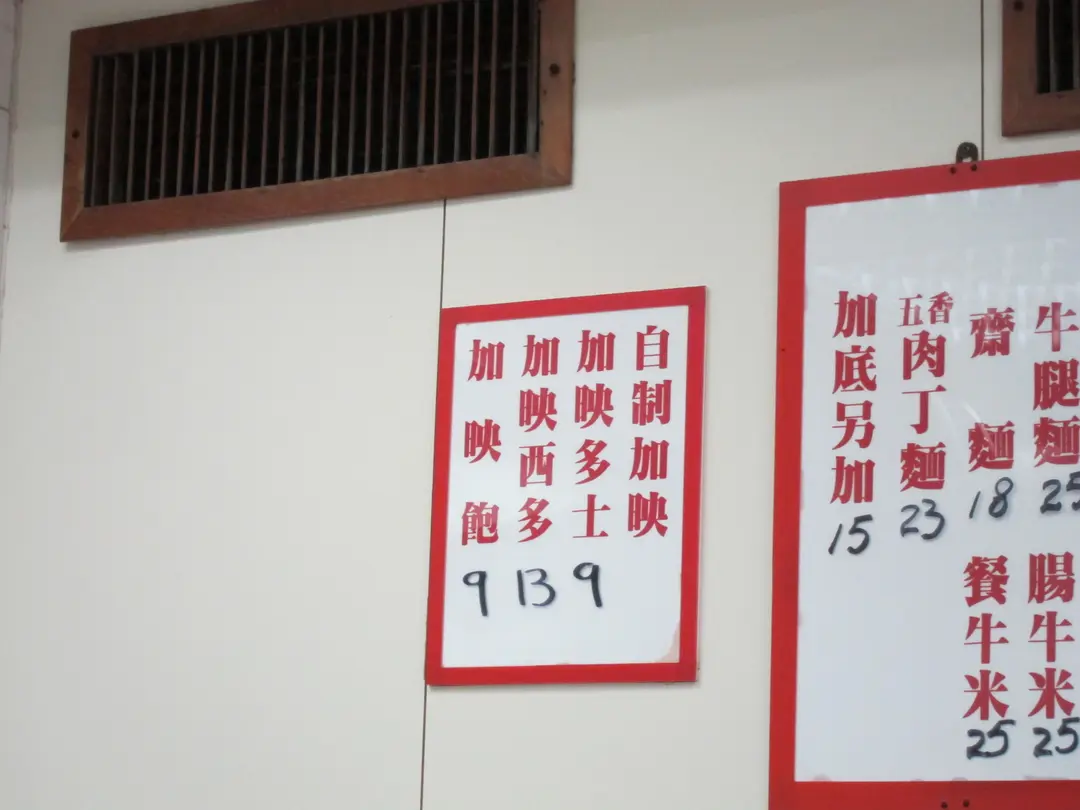 自制加映
加映多士
9
加映西多
13
加映飽
9
牛腿麵
25
齋麵
18
五香肉丁麵
23
加底另加
15
腸牛米
25
餐牛米
25